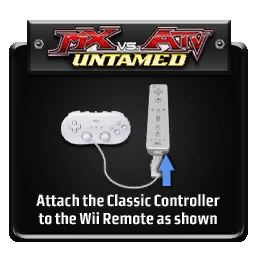 MX vs. ATV
UNTAMED
Attach the Classic Controller
to the Wii Remote as shown